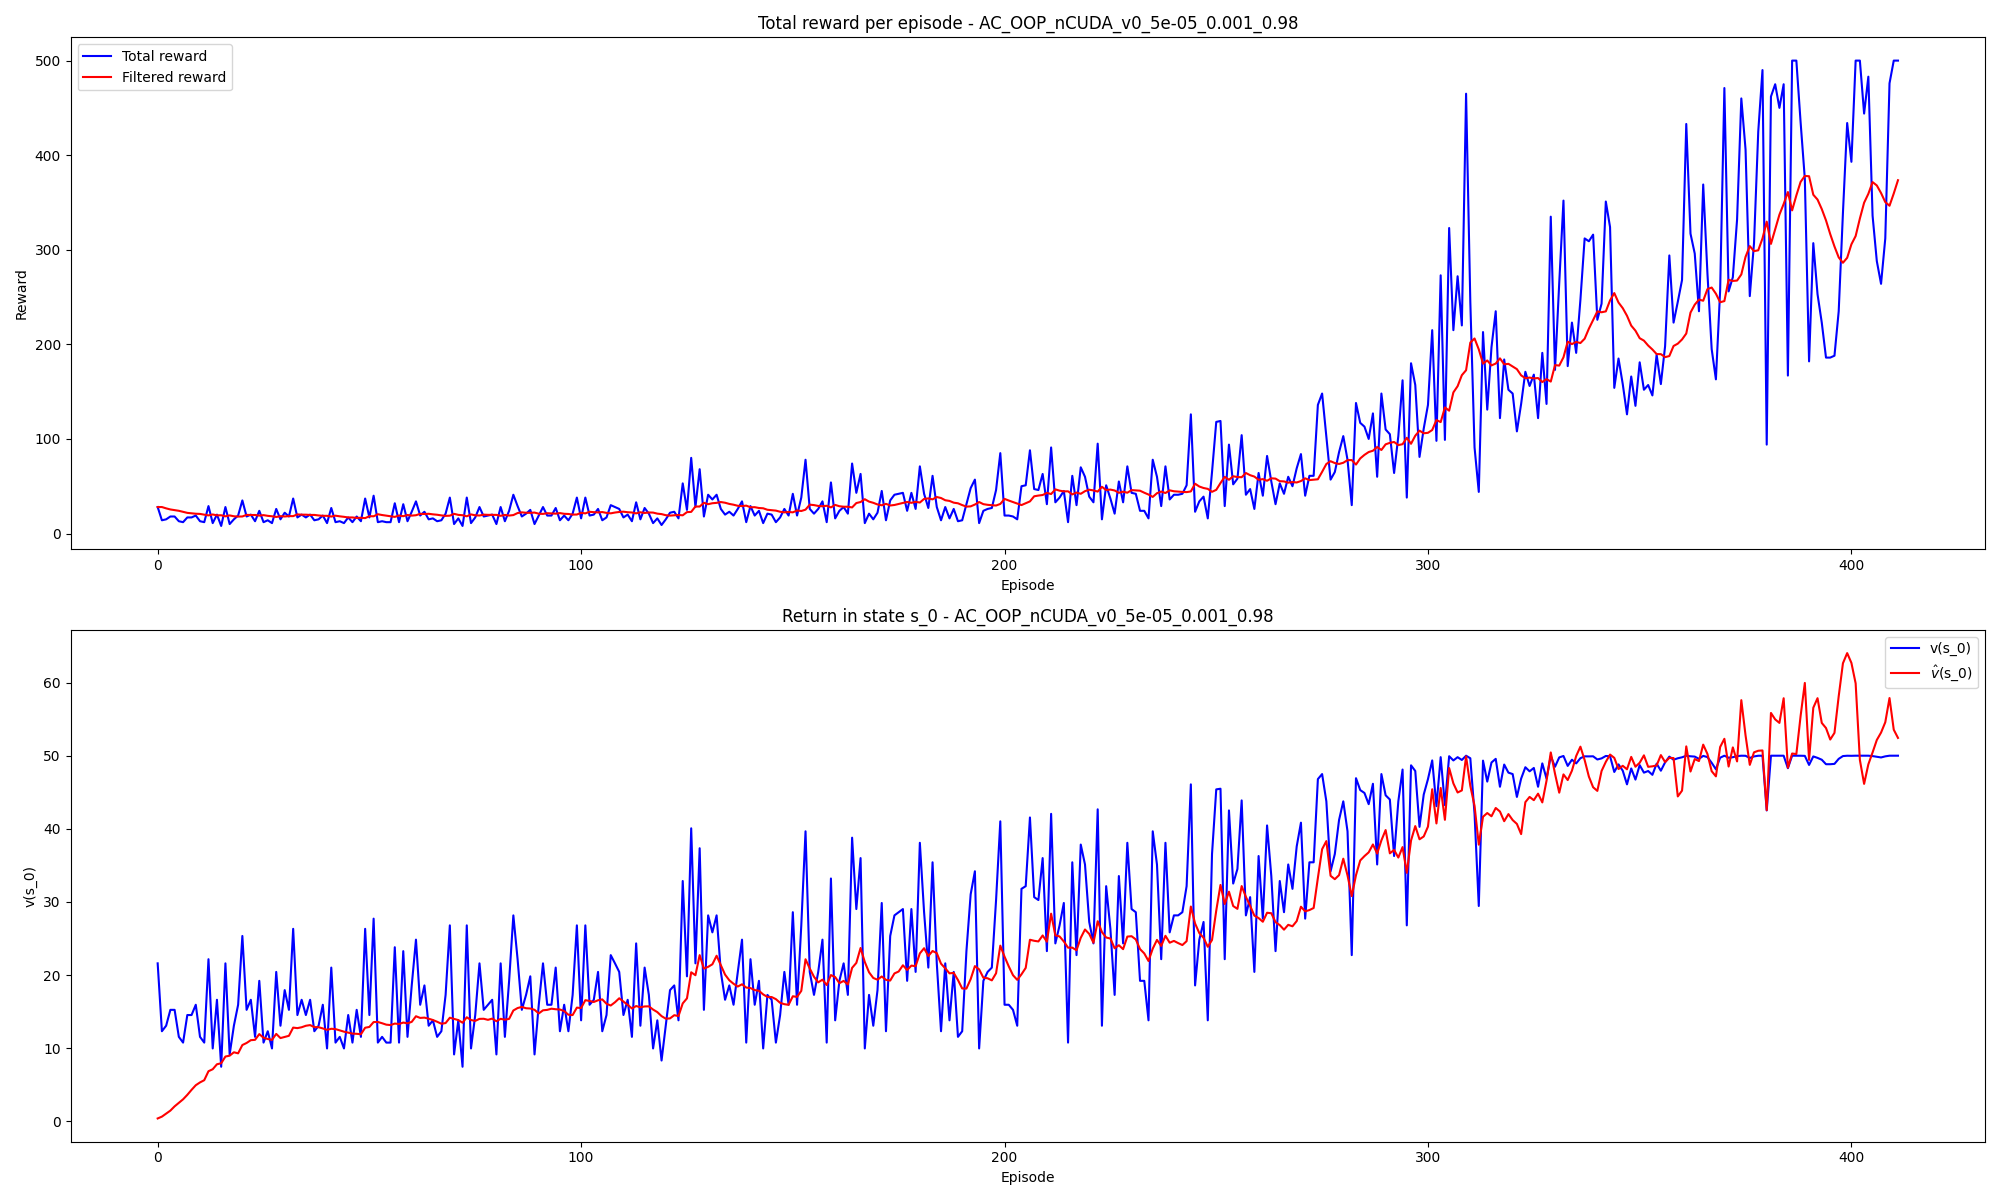 Total reward per episode - AC_OOP_nCUDA_v0_5e-05_0.001_0.98
Total reward
Filtered reward
500
400
300
200
100
0
Reward
0 100 200 300 400
Episode
Return in state s_0 - AC_OOP_nCUDA_v0_5e-05_0.001_0.98
v(s_0)
v̂(s_0)
60
50
40
30
20
10
0
v(s_0)
0 100 200 300 400
Episode